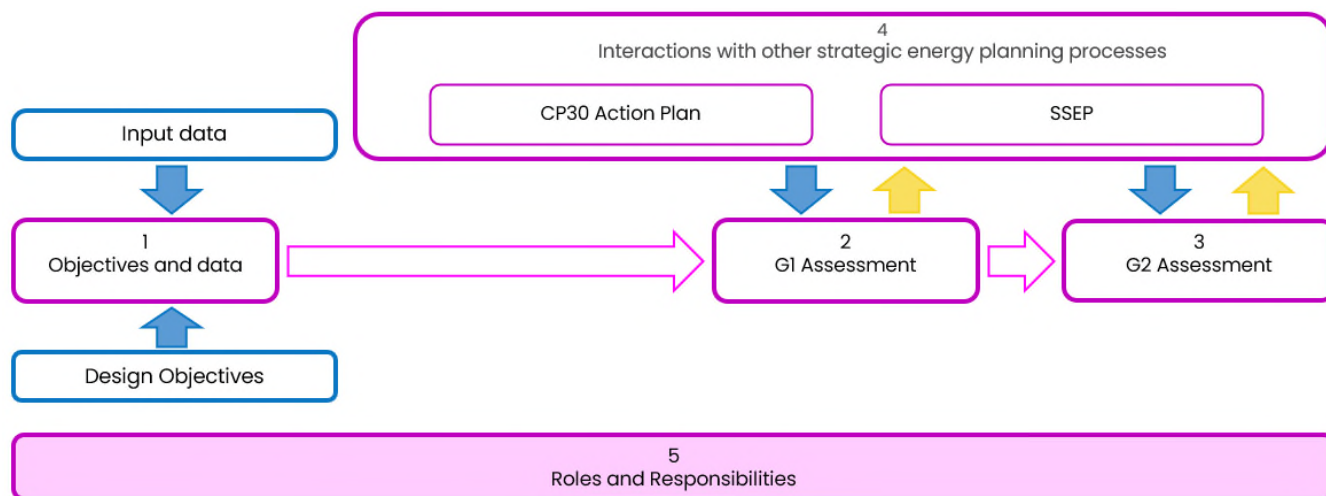 4
Interactions with other strategic energy planning processes
CP30 Action Plan
SSEP
Input data
1
Objectives and data
2
G1 Assessment
3
G2 Assessment
Design Objectives
5
Roles and Responsibilities